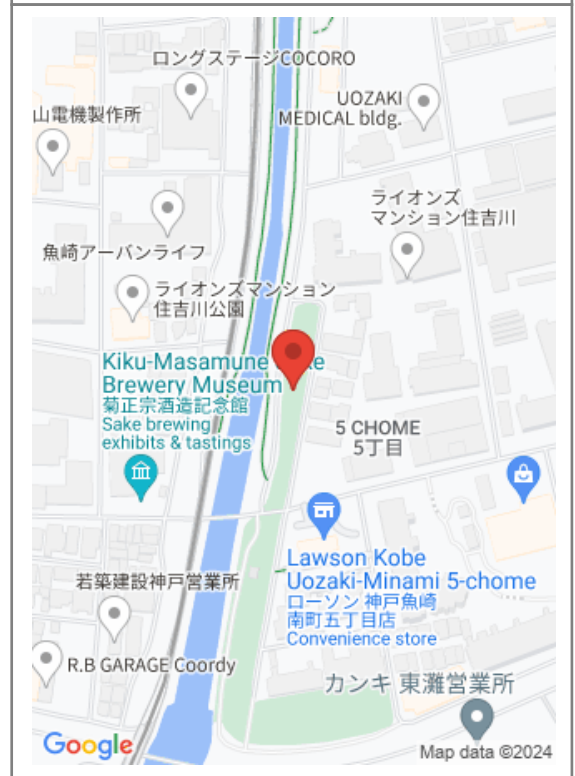 ロングステージCOCORO
UOZAKI
MEDICAL bldg.
山電機製作所
ライオンズ
マンション住吉川
魚崎アーバンライフ
ライオンズマンション
住吉川公園
Kiku-Masamune
Brewery Museum
菊正宗酒造記念館
Sake brewing
exhibits & tastings
5 CHOME
5丁目
Lawson Kobe
Uozaki-Minami 5-chome
ローソン 神戸魚崎
南町五丁目店
Convenience store
若築建設神戸営業所
R.B GARAGE Coordy
カンキ 東灘営業所
Google
Map data ©2024